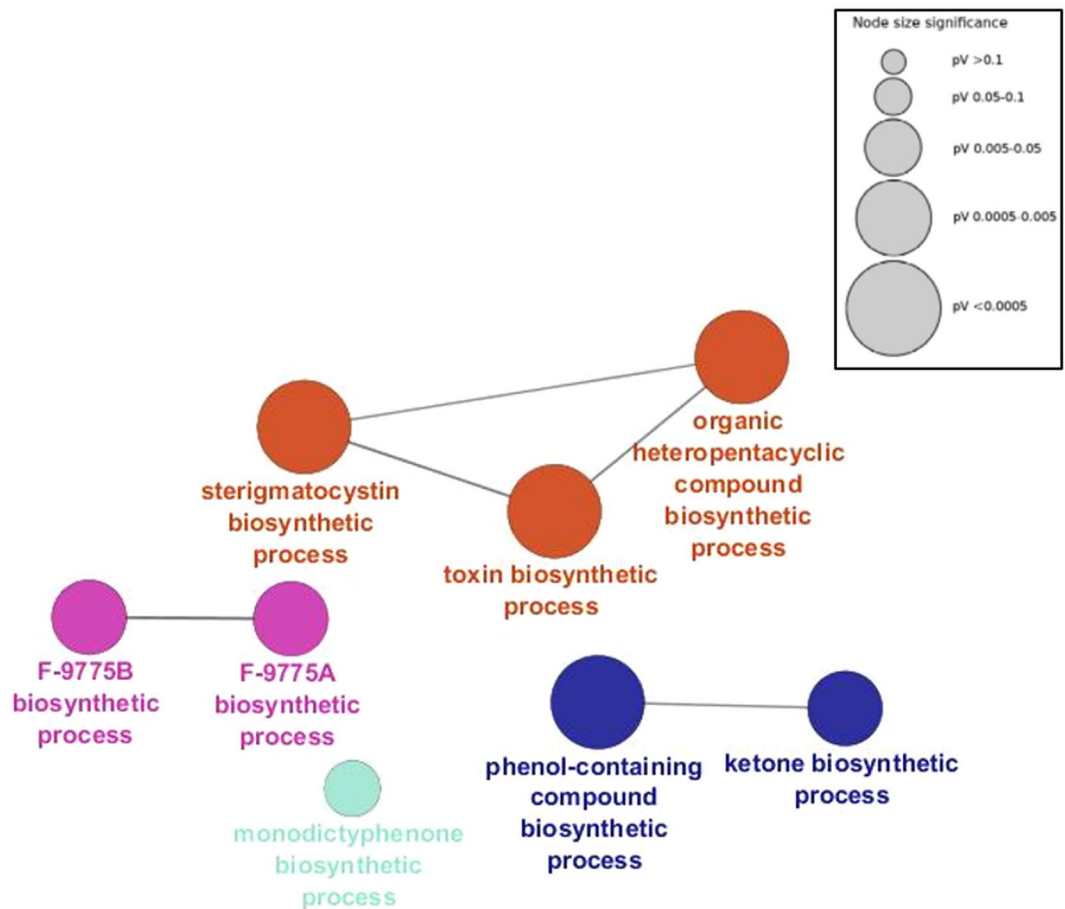 Node size significance
pV >0.1
pV 0.05-0.1
pV 0.005-0.05
pV 0.0005-0.005
pV <0.0005
organic
heteropentacyclic
compound
biosynthetic
process
sterigmatocystin
biosynthetic
process
toxin biosynthetic
process
F-9775B
biosynthetic
process
F-9775A
biosynthetic
process
phenol-containing
compound
biosynthetic
process
ketone biosynthetic
process
monodictyphenone
biosynthetic
process